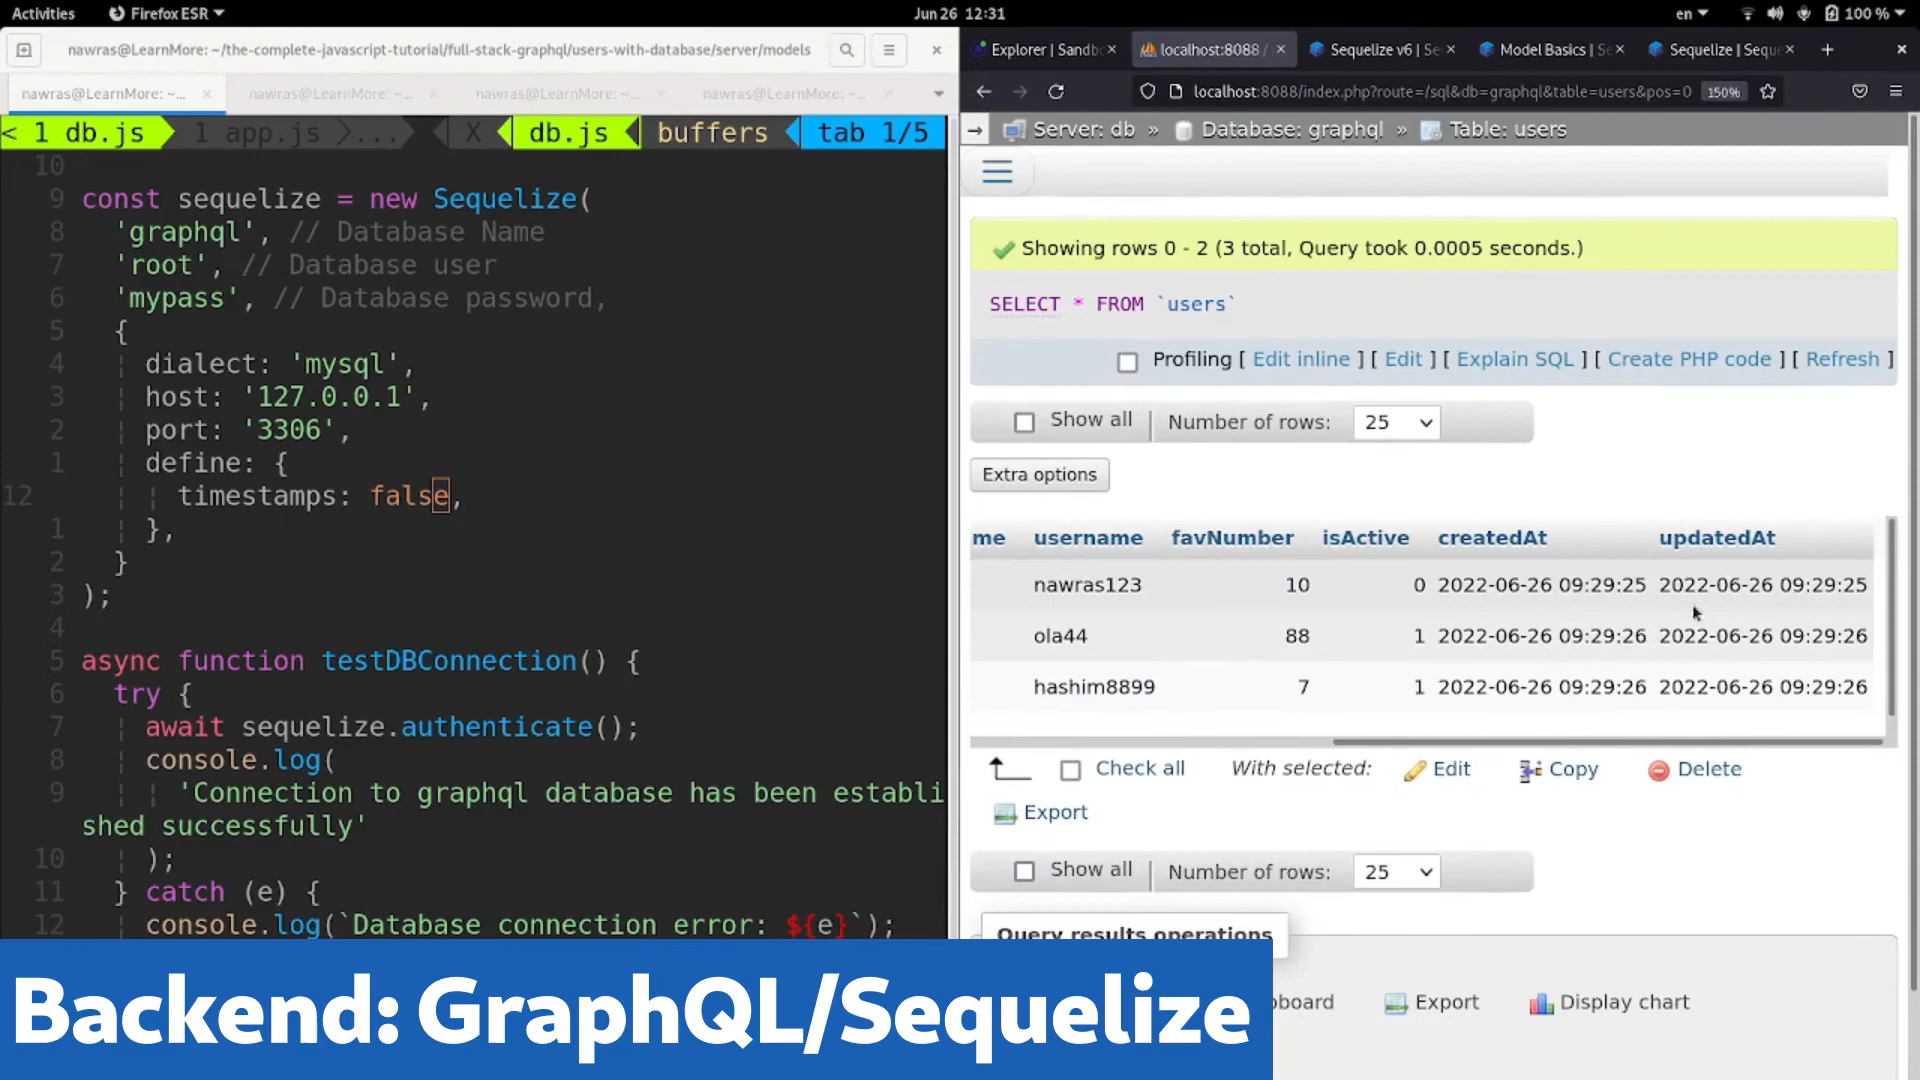 Activities
Firefox ESR
Jun 26 12:31
en
100 %
nawras@LearnMore: ~/the-complete-javascript-tutorial/full-stack-graphql/users-with-database/server/models
nawras@LearnMore: ~...
nawras@LearnMore: ~...
nawras@LearnMore: ~...
nawras@LearnMore: ~...
< 1 db.js
1 app.js
...
X
db.js
buffers
tab 1/5
10
9 const sequelize = new Sequelize(
8 'graphql', // Database Name
7 'root', // Database user
6 'mypass', // Database password,
5 {
4 dialect: 'mysql',
3 host: '127.0.0.1',
2 port: '3306',
1 define: {
12 timestamps: false,
1 },
2 }
3 );
4
5 async function testDBConnection() {
6 try {
7 await sequelize.authenticate();
8 console.log(
9 'Connection to graphql database has been establi
shed successfully'
10 );
11 } catch (e) {
12 console.log(`Database connection error: ${e}`);
Explorer | Sandb
localhost:8088 /
Sequelize v6 | Se
Model Basics | S
Sequelize | Seque
localhost:8088/index.php?route=/sql&db=graphql&table=users&pos=0
150%
Server: db » Database: graphql » Table: users
Showing rows 0 - 2 (3 total, Query took 0.0005 seconds.)
SELECT * FROM `users`
Profiling [ Edit inline ] [ Edit ] [ Explain SQL ] [ Create PHP code ] [ Refresh ]
Show all
Number of rows:
25
Extra options
me username favNumber isActive createdAt updatedAt
nawras123 10 0 2022-06-26 09:29:25 2022-06-26 09:29:25
ola44 88 1 2022-06-26 09:29:26 2022-06-26 09:29:26
hashim8899 7 1 2022-06-26 09:29:26 2022-06-26 09:29:26
Check all
With selected:
Edit
Copy
Delete
Export
Show all
Number of rows:
25
Query results operations
board
Export
Display chart
Backend: GraphQL/Sequelize